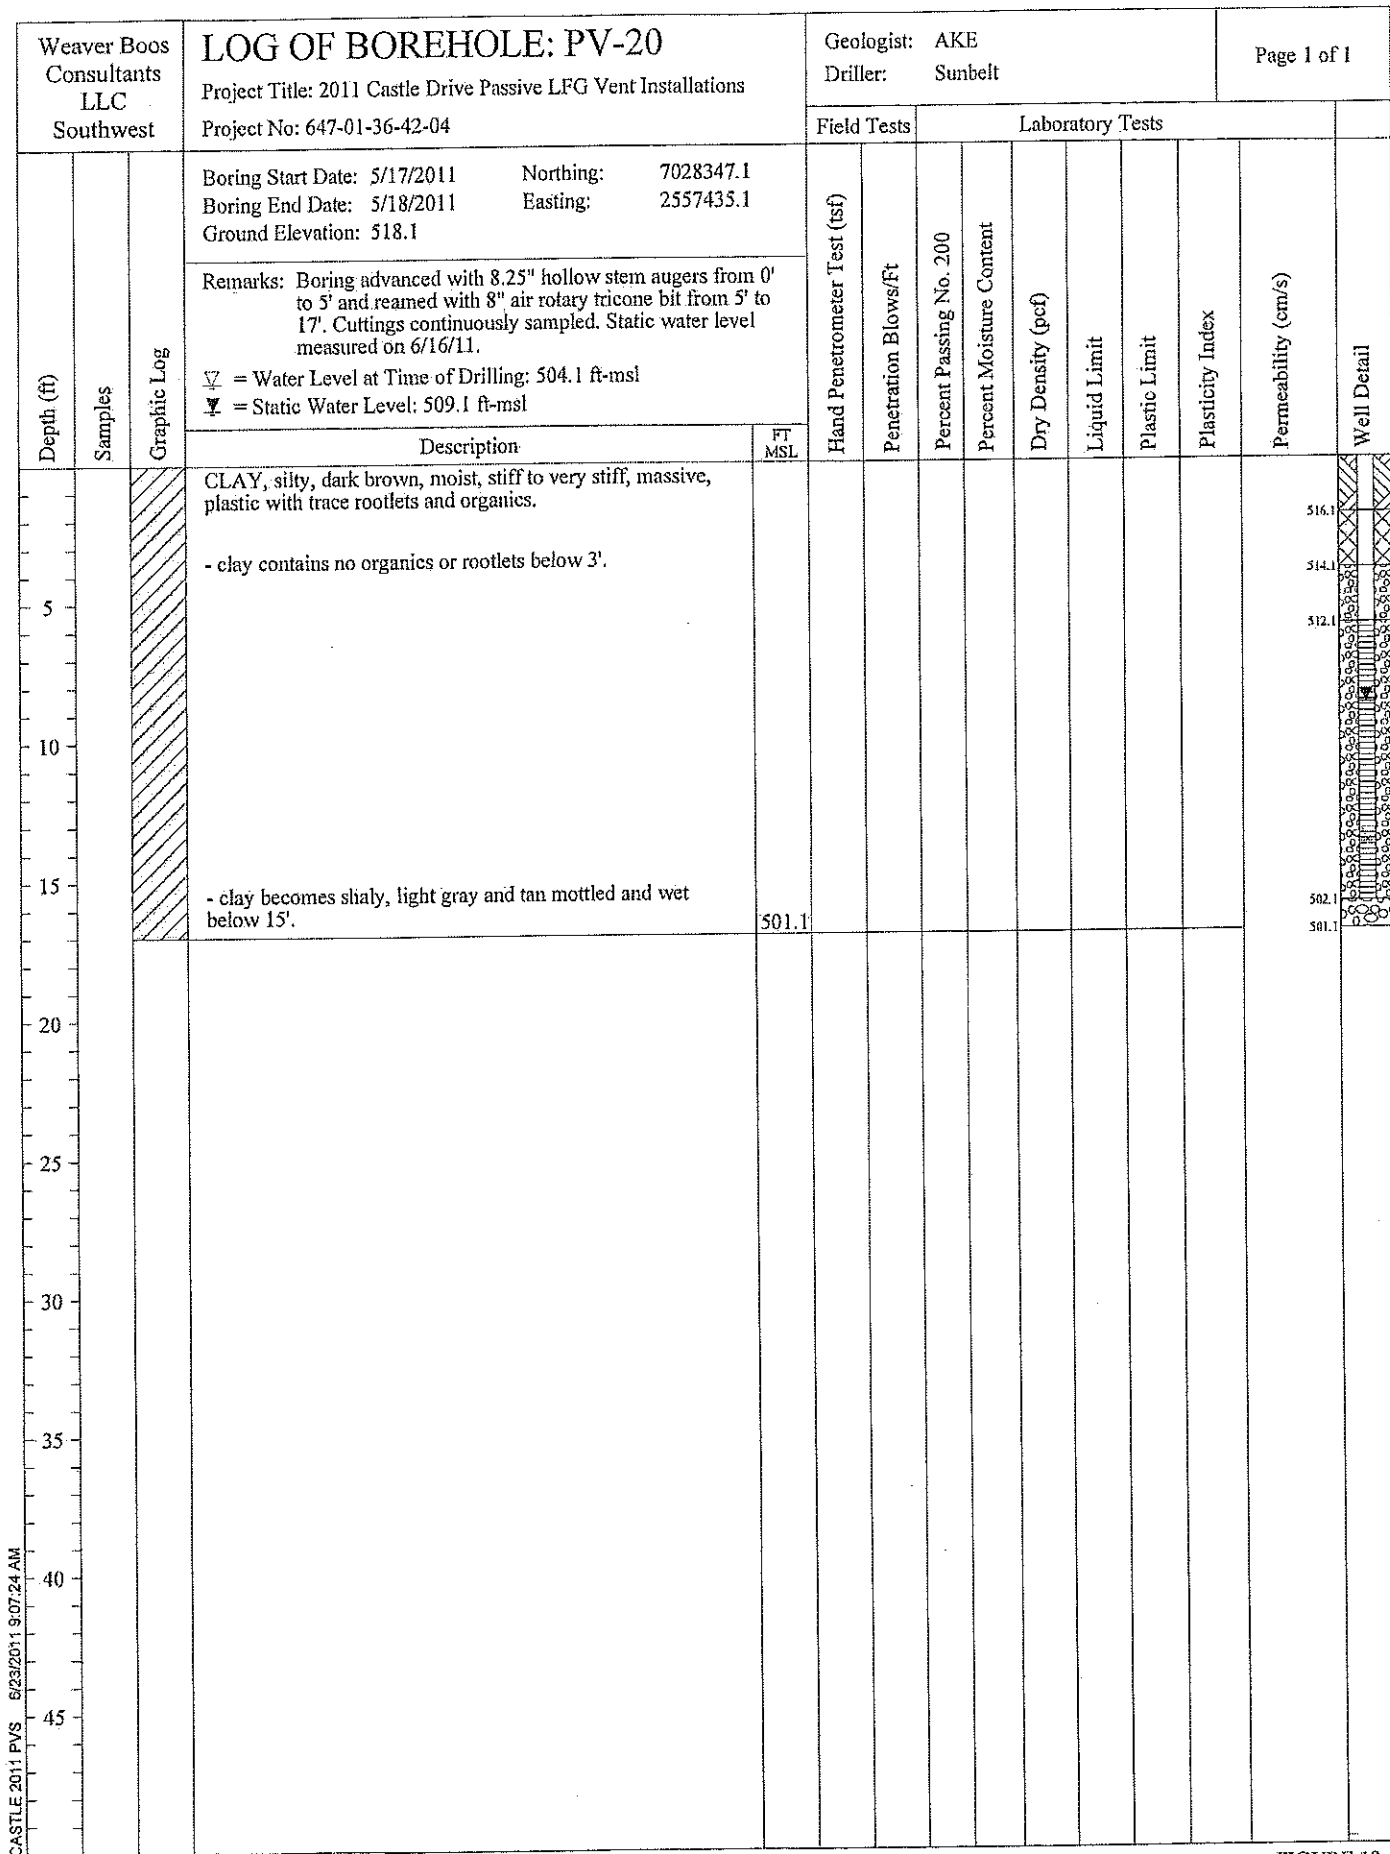 Weaver Boos
Consultants
LLC
Southwest
LOG OF BOREHOLE: PV-20
Project Title: 2011 Castle Drive Passive LFG Vent Installations
Project No: 647-01-36-42-04
Geologist: AKE
Driller: Sunbelt
Page 1 of 1
Field Tests
Laboratory Tests
Depth (ft)
Samples
Graphic Log
Boring Start Date: 5/17/2011 Northing: 7028347.1
Boring End Date: 5/18/2011 Easting: 2557435.1
Ground Elevation: 518.1
Remarks: Boring advanced with 8.25" hollow stem augers from 0'
to 5' and reamed with 8" air rotary tricone bit from 5' to
17'. Cuttings continuously sampled. Static water level
measured on 6/16/11.
= Water Level at Time of Drilling: 504.1 ft-msl
= Static Water Level: 509.1 ft-msl
Description
FT
MSL
Hand Penetrometer Test (tsf)
Penetration Blows/Ft
Percent Passing No. 200
Percent Moisture Content
Dry Density (pcf)
Liquid Limit
Plastic Limit
Plasticity Index
Permeability (cm/s)
Well Detail
CLAY, silty, dark brown, moist, stiff to very stiff, massive,
plastic with trace rootlets and organics.
516.1
- clay contains no organics or rootlets below 3'.
514.1
5
512.1
10
15
- clay becomes shaly, light gray and tan mottled and wet
below 15'.
501.1
502.1
501.1
20
25
30
35
40
45
CASTLE 2011 PVS 6/23/2011 9:07:24 AM